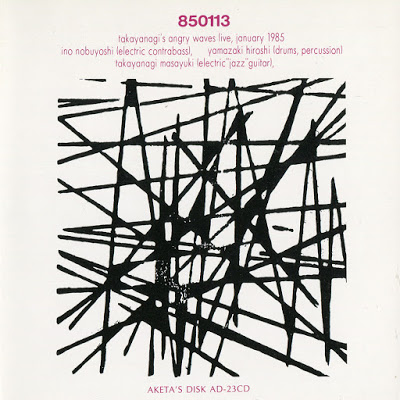 850113
takayanagi's angry waves live, january 1985
ino nobuyoshi (electric contrabass), yamazaki hiroshi (drums, percussion)
takayanagi masayuki (electric "jazz" guitar),
AKETA'S DISK AD-23CD